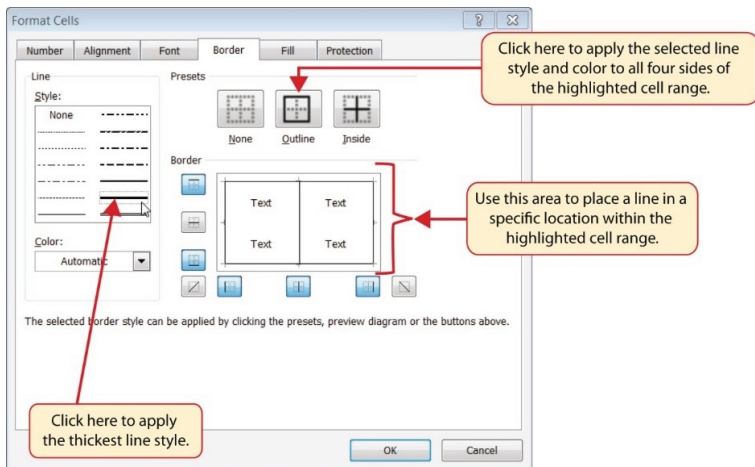 Format Cells
Number
Alignment
Font
Border
Fill
Protection
Click here to apply the selected line
style and color to all four sides of
the highlighted cell range.
Line
Style:
None
Presets
None
Outline
Inside
Border
Text
Text
Text
Text
Use this area to place a line in a
specific location within the
highlighted cell range.
Color:
Automatic
The selected border style can be applied by clicking the presets, preview diagram or the buttons above.
Click here to apply
the thickest line style.
OK
Cancel